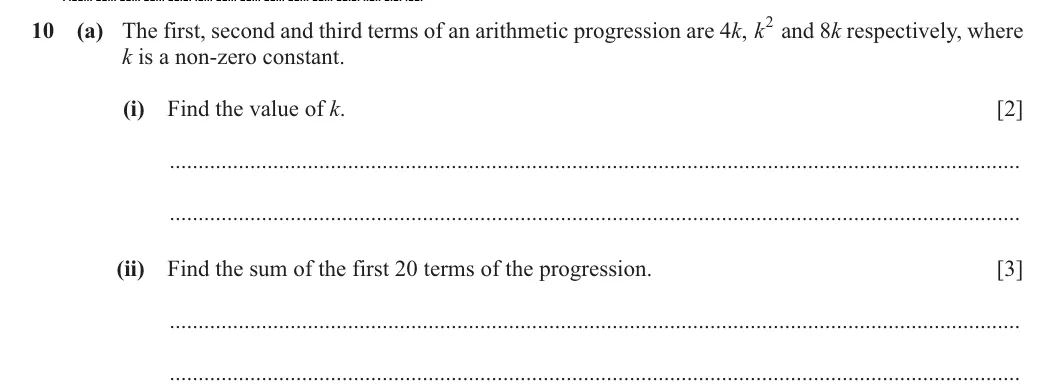 10 (a) The first, second and third terms of an arithmetic progression are 4k, k² and 8k respectively, where
k is a non-zero constant.
(i) Find the value of k. [2]
(ii) Find the sum of the first 20 terms of the progression. [3]